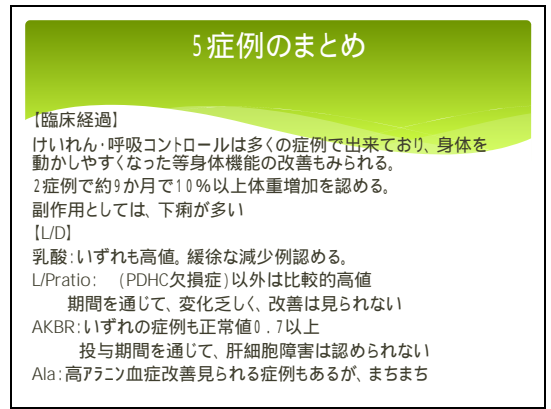 5症例のまとめ
【臨床経過】
けいれん・呼吸コントロールは多くの症例で出来ており、身体を
動かしやすくなった等身体機能の改善もみられる。
2症例で約9か月で10%以上体重増加を認める。
副作用としては、下痢が多い
【L/D】
乳酸:いずれも高値。緩徐な減少例認める。
L/Pratio: (PDHC欠損症)以外は比較的高値
期間を通じて、変化乏しく、改善は見られない
AKBR:いずれの症例も正常値0.7以上
投与期間を通じて、肝細胞障害は認められない
Ala:高アラニン血症改善見られる症例もあるが、まちまち